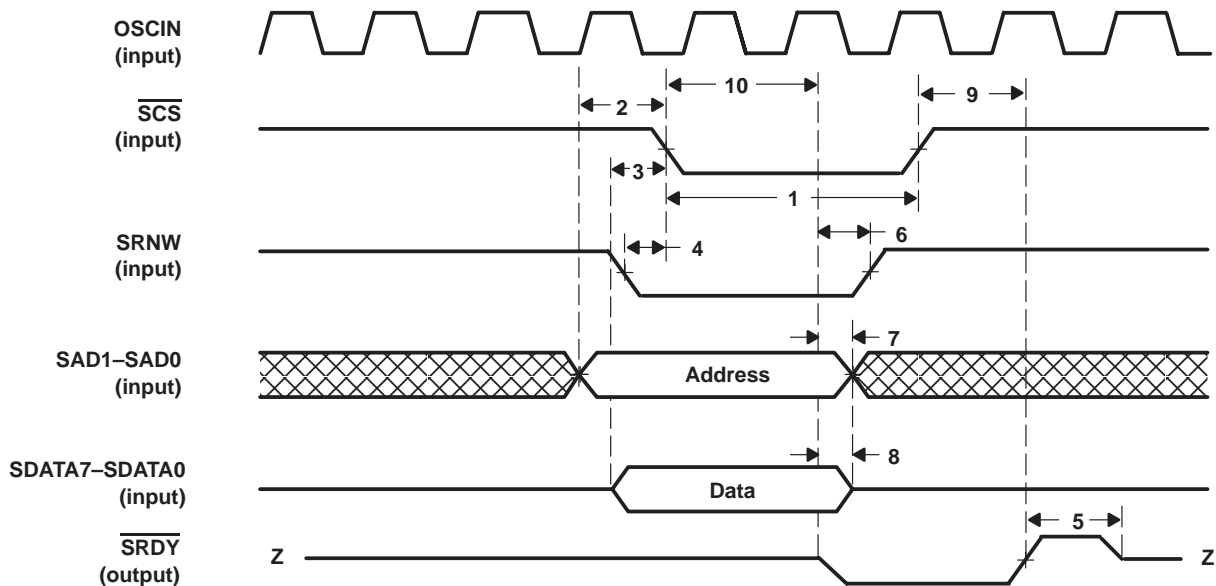 OSCIN
(input)
10
2
9
SCS
(input)
3
1
SRNW
(input)
4
6
7
SAD1–SAD0
(input)
Address
8
SDATA7–SDATA0
(input)
Data
5
SRDY
(output)
Z
Z